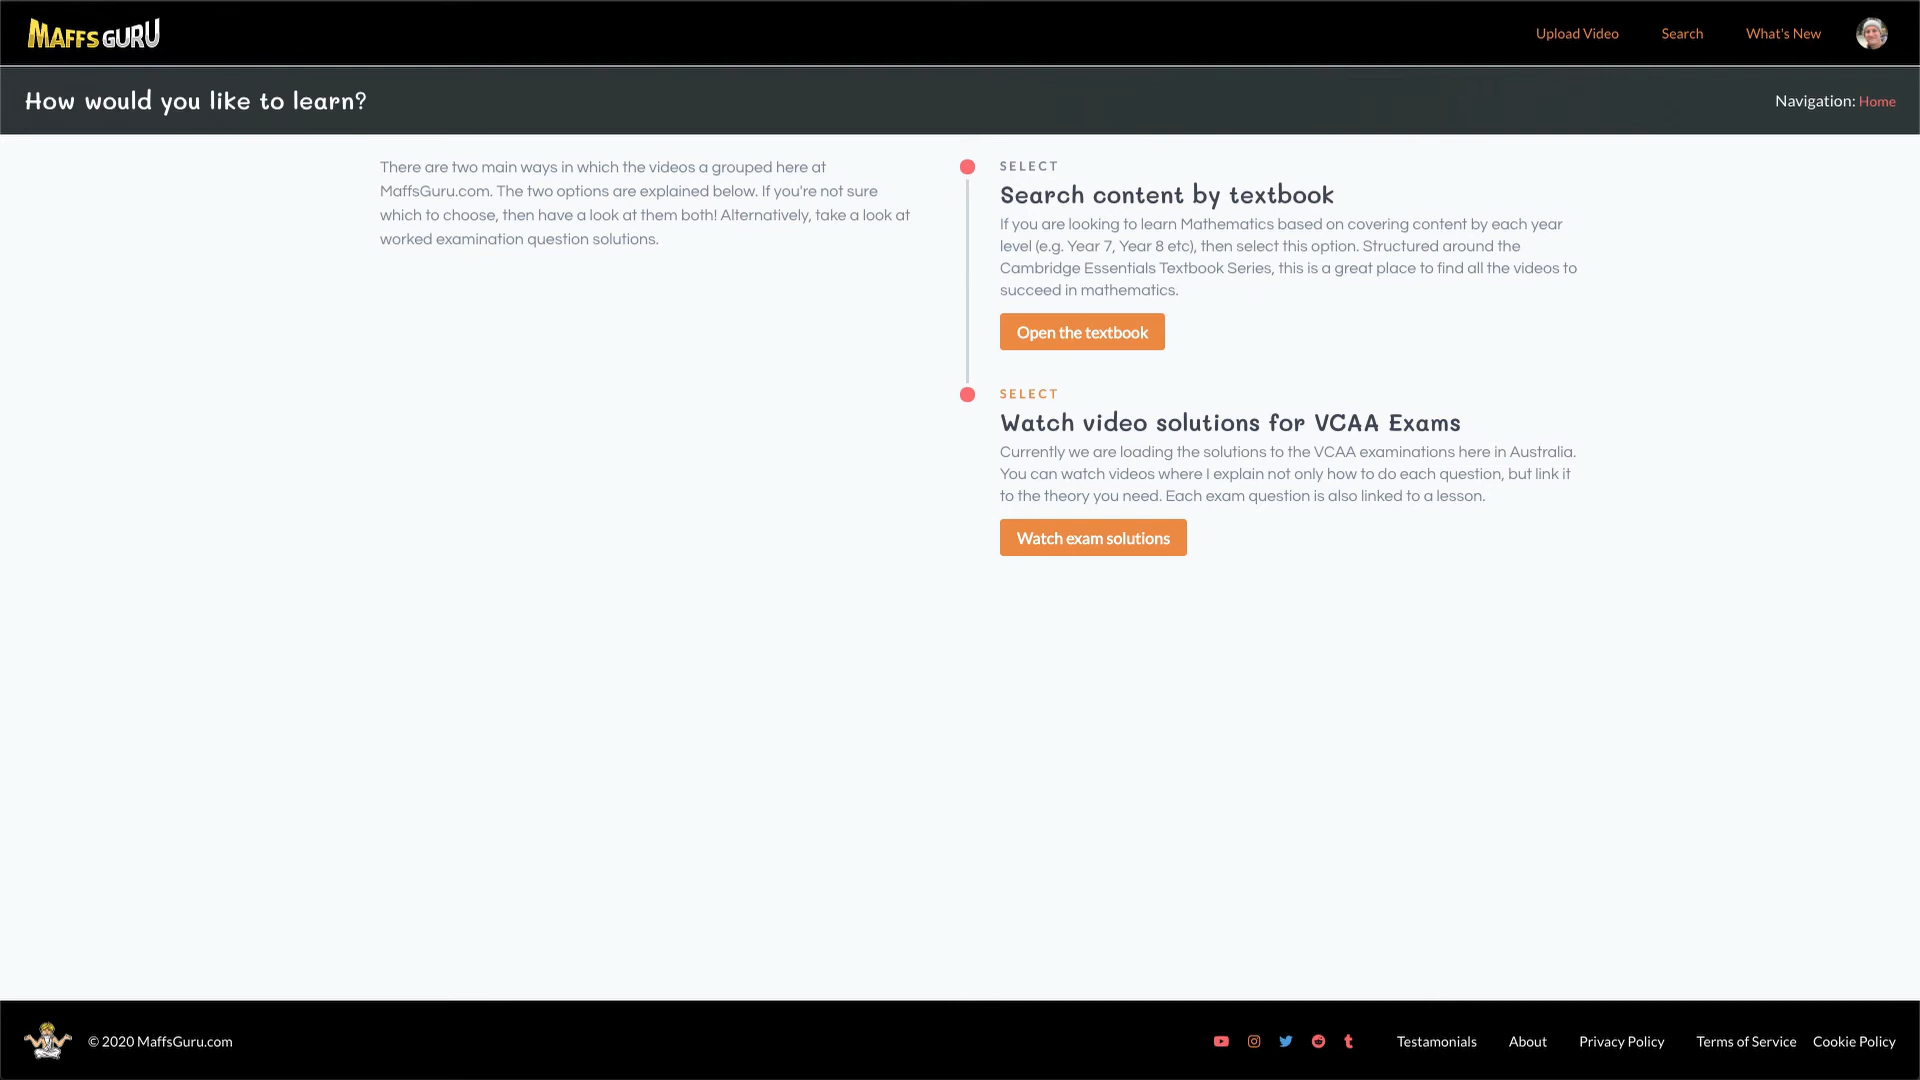 MAFFS GURU
Upload Video
Search
What's New
How would you like to learn?
Navigation: Home
There are two main ways in which the videos a grouped here at
MaffsGuru.com. The two options are explained below. If you're not sure
which to choose, then have a look at them both! Alternatively, take a look at
worked examination question solutions.
SELECT
Search content by textbook
If you are looking to learn Mathematics based on covering content by each year
level (e.g. Year 7, Year 8 etc), then select this option. Structured around the
Cambridge Essentials Textbook Series, this is a great place to find all the videos to
succeed in mathematics.
Open the textbook
SELECT
Watch video solutions for VCAA Exams
Currently we are loading the solutions to the VCAA examinations here in Australia.
You can watch videos where I explain not only how to do each question, but link it
to the theory you need. Each exam question is also linked to a lesson.
Watch exam solutions
© 2020 MaffsGuru.com
Testamonials
About
Privacy Policy
Terms of Service
Cookie Policy